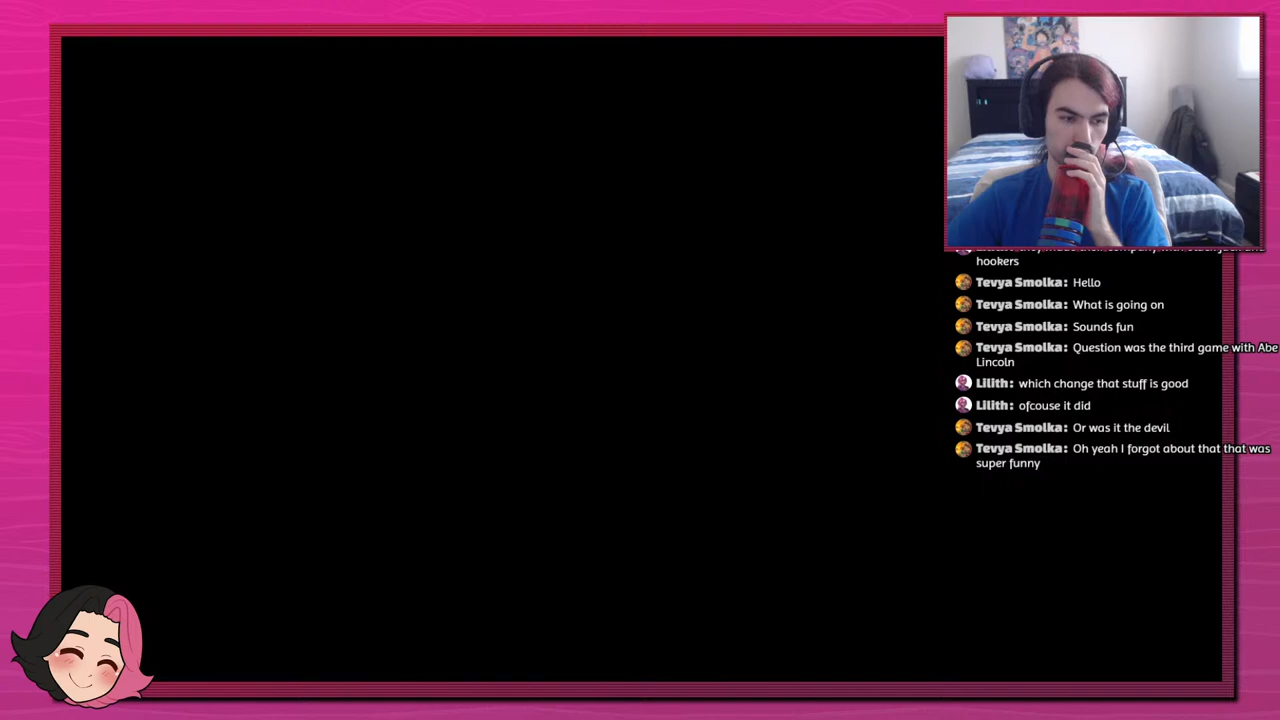 hookers
Tevya Smolka: Hello
Tevya Smolka: What is going on
Tevya Smolka: Sounds fun
Tevya Smolka: Question was the third game with Abe
Lincoln
Lilith: which change that stuff is good
Lilith: ofcouse it did
Tevya Smolka: Or was it the devil
Tevya Smolka: Oh yeah I forgot about that that was
super funny